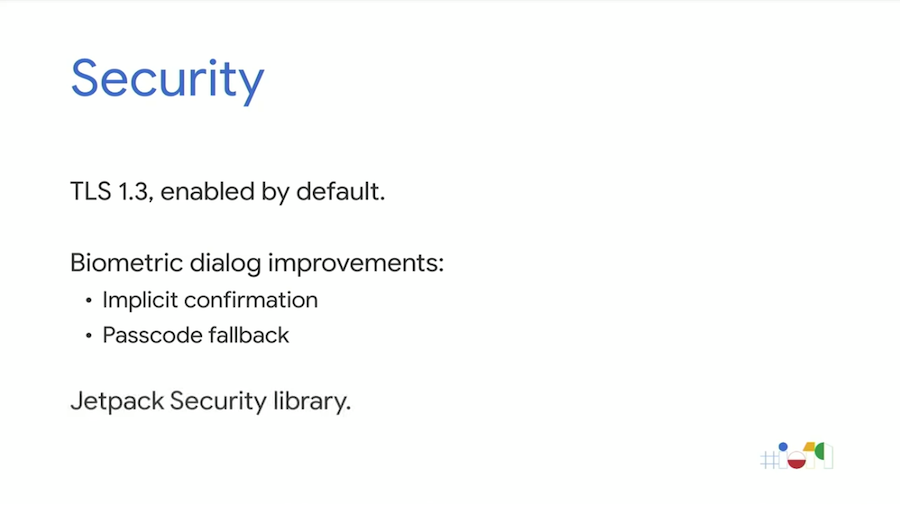 Security
TLS 1.3, enabled by default.
Biometric dialog improvements:
• Implicit confirmation
• Passcode fallback
Jetpack Security library.
#io19